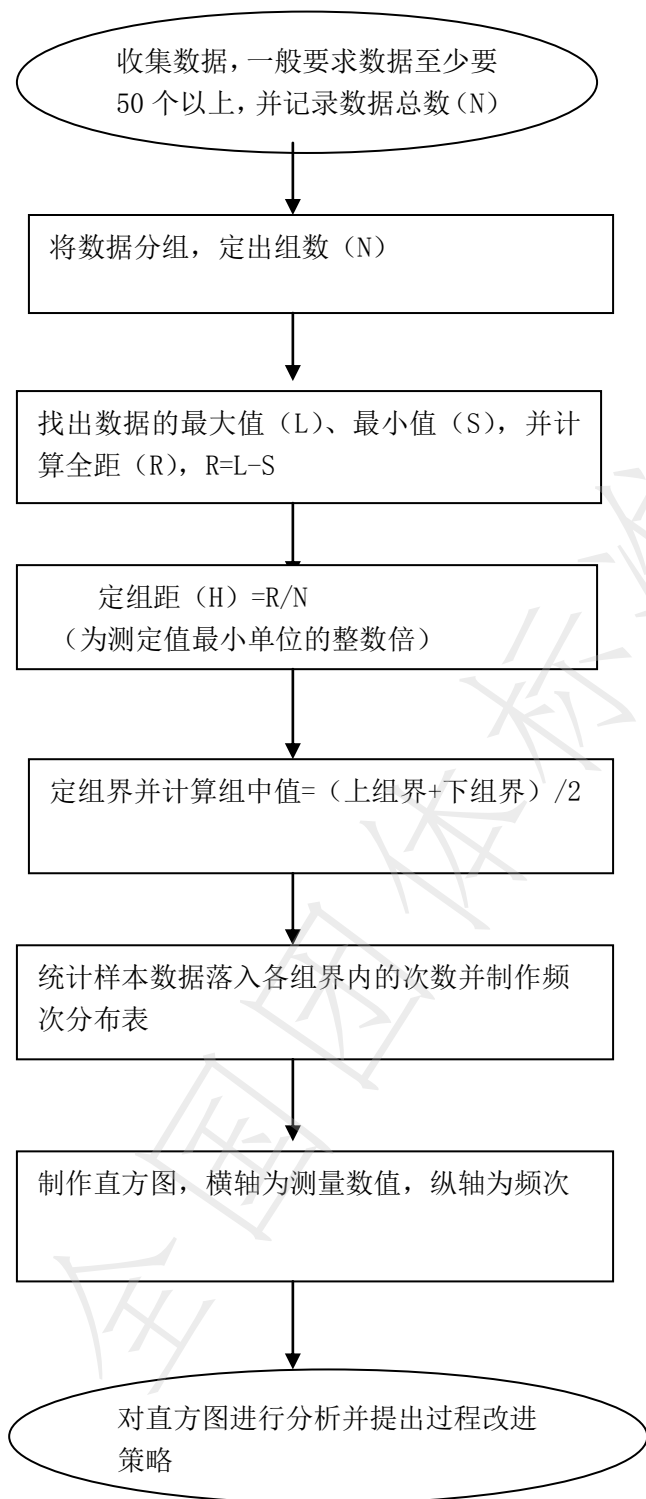 收集数据，一般要求数据至少要
50 个以上，并记录数据总数（N）
将数据分组，定出组数（N）
找出数据的最大值（L）、最小值（S），并计
算全距（R），R=L-S
定组距（H）=R/N
（为测定值最小单位的整数倍）
定组界并计算组中值=（上组界+下组界）/2
统计样本数据落入各组界内的次数并制作频
次分布表
制作直方图，横轴为测量数值，纵轴为频次
对直方图进行分析并提出过程改进
策略
全国团体标准